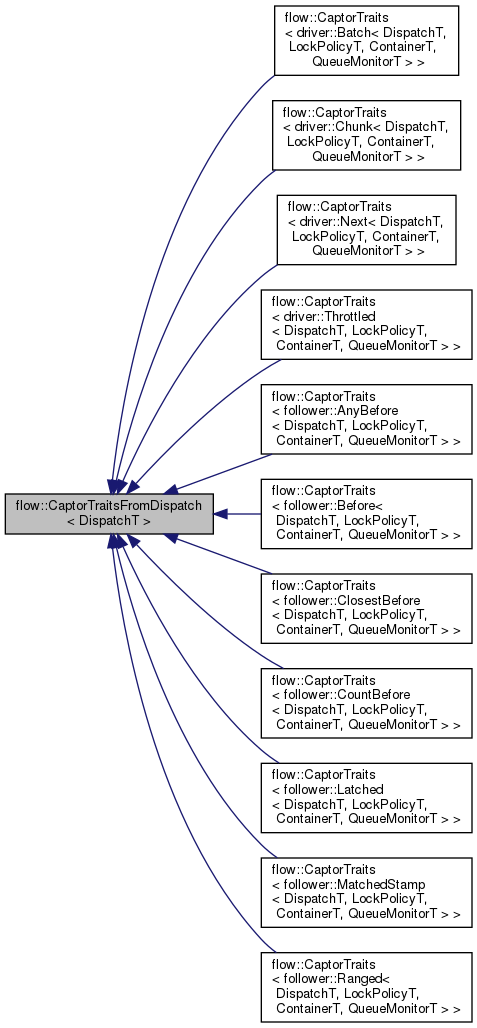 flow::CaptorTraits
< driver::Batch< DispatchT,
LockPolicyT, ContainerT,
QueueMonitorT > >
flow::CaptorTraits
< driver::Chunk< DispatchT,
LockPolicyT, ContainerT,
QueueMonitorT > >
flow::CaptorTraits
< driver::Next< DispatchT,
LockPolicyT, ContainerT,
QueueMonitorT > >
flow::CaptorTraits
< driver::Throttled
< DispatchT, LockPolicyT,
ContainerT, QueueMonitorT > >
flow::CaptorTraits
< follower::AnyBefore
< DispatchT, LockPolicyT,
ContainerT, QueueMonitorT > >
flow::CaptorTraitsFromDispatch
< DispatchT >
flow::CaptorTraits
< follower::Before<
DispatchT, LockPolicyT,
ContainerT, QueueMonitorT > >
flow::CaptorTraits
< follower::ClosestBefore
< DispatchT, LockPolicyT,
ContainerT, QueueMonitorT > >
flow::CaptorTraits
< follower::CountBefore
< DispatchT, LockPolicyT,
ContainerT, QueueMonitorT > >
flow::CaptorTraits
< follower::Latched
< DispatchT, LockPolicyT,
ContainerT, QueueMonitorT > >
flow::CaptorTraits
< follower::MatchedStamp
< DispatchT, LockPolicyT,
ContainerT, QueueMonitorT > >
flow::CaptorTraits
< follower::Ranged<
DispatchT, LockPolicyT,
ContainerT, QueueMonitorT > >